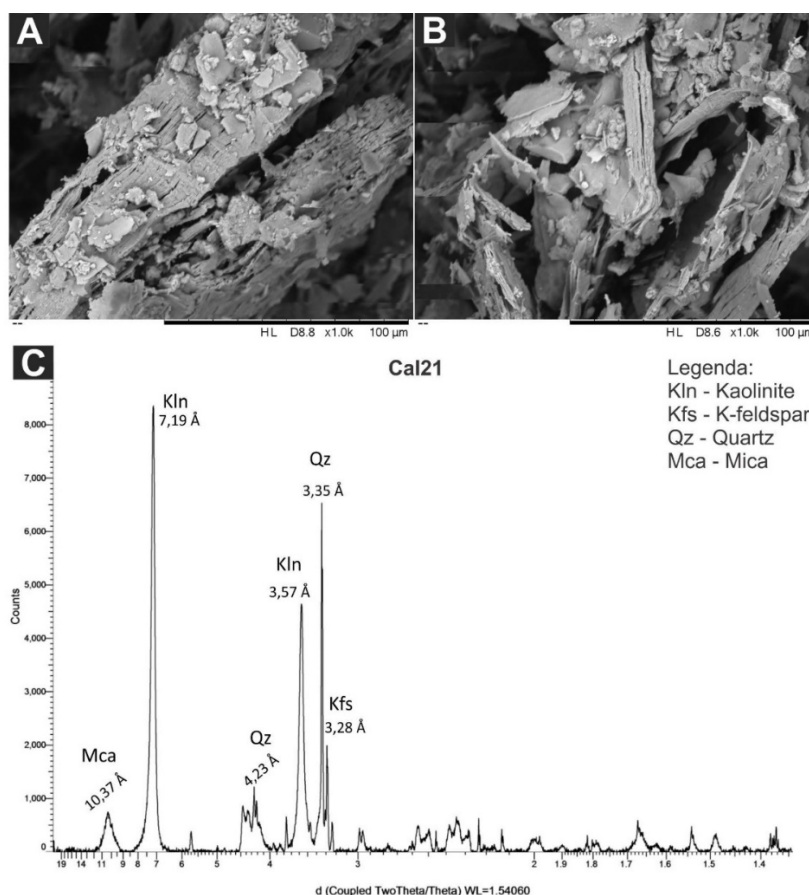 A
HL D8.8 x1.0k 100 µm
B
HL D8.6 x1.0k 100 µm
C
Cal21
Legenda:
Kln - Kaolinite
Kfs - K-feldspar
Qz - Quartz
Mca - Mica
Kln
7,19 Å
Qz
3,35 Å
Kln
3,57 Å
Kfs
3,28 Å
Qz
4,23 Å
Mca
10,37 Å
Counts
8,000
7,000
6,000
5,000
4,000
3,000
2,000
1,000
0
19 14 11 9 8 7 6 5 4 3 2 1.9 1.8 1.7 1.6 1.5 1.4
d (Coupled TwoTheta/Theta) WL=1.54060